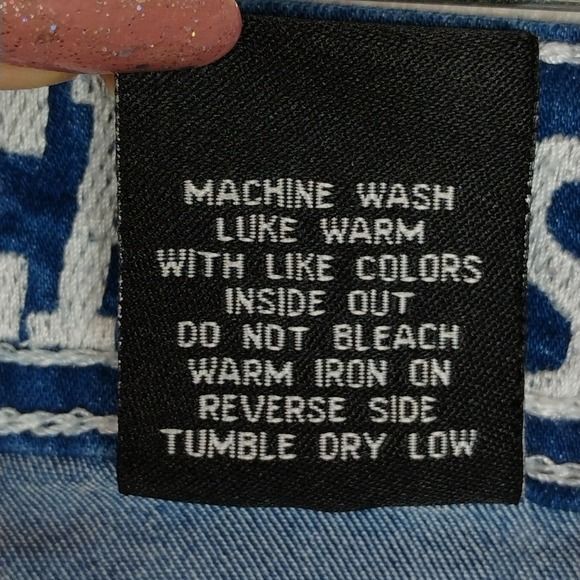 MACHINE WASH
LUKE WARM
WITH LIKE COLORS
INSIDE OUT
DO NOT BLEACH
WARM IRON ON
REVERSE SIDE
TUMBLE DRY LOW